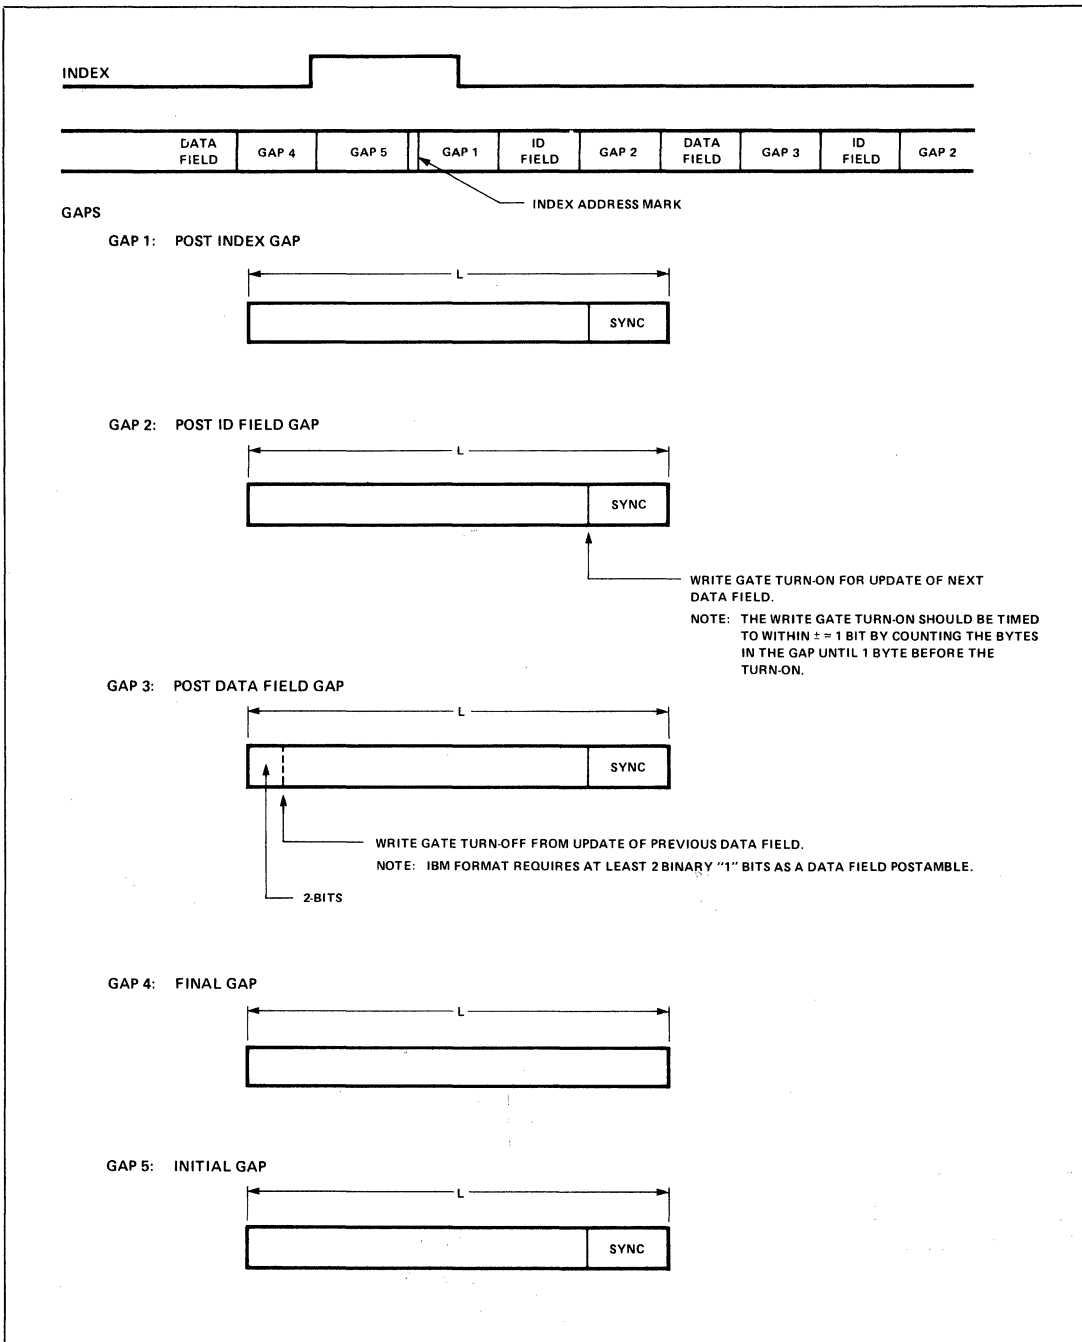 INDEX
DATA FIELD GAP 4 GAP 5 GAP 1 ID FIELD GAP 2 DATA FIELD GAP 3 ID FIELD GAP 2
INDEX ADDRESS MARK
GAPS
GAP 1: POST INDEX GAP
L
SYNC
GAP 2: POST ID FIELD GAP
L
SYNC
WRITE GATE TURN-ON FOR UPDATE OF NEXT
DATA FIELD.
NOTE: THE WRITE GATE TURN-ON SHOULD BE TIMED
TO WITHIN ± ≈ 1 BIT BY COUNTING THE BYTES
IN THE GAP UNTIL 1 BYTE BEFORE THE
TURN-ON.
GAP 3: POST DATA FIELD GAP
L
SYNC
WRITE GATE TURN-OFF FROM UPDATE OF PREVIOUS DATA FIELD.
NOTE: IBM FORMAT REQUIRES AT LEAST 2 BINARY "1" BITS AS A DATA FIELD POSTAMBLE.
2-BITS
GAP 4: FINAL GAP
L
GAP 5: INITIAL GAP
L
SYNC